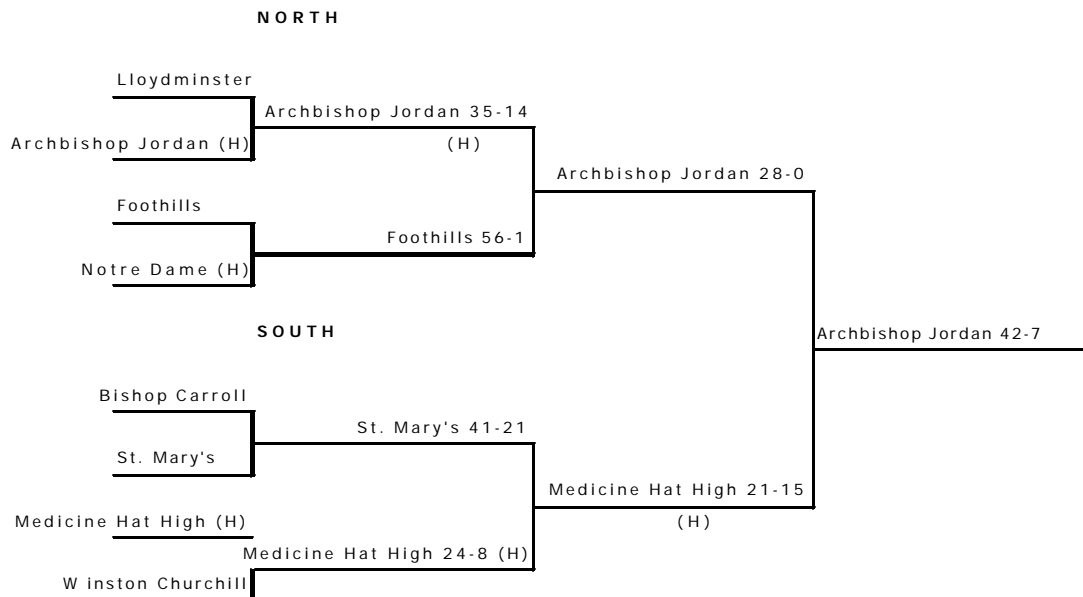 NORTH
Lloydminster
Archbishop Jordan 35-14
Archbishop Jordan (H)
(H)
Archbishop Jordan 28-0
Foothills
Foothills 56-1
Notre Dame (H)
SOUTH
Archbishop Jordan 42-7
Bishop Carroll
St. Mary's 41-21
St. Mary's
Medicine Hat High 21-15
Medicine Hat High (H)
(H)
Medicine Hat High 24-8 (H)
Winston Churchill